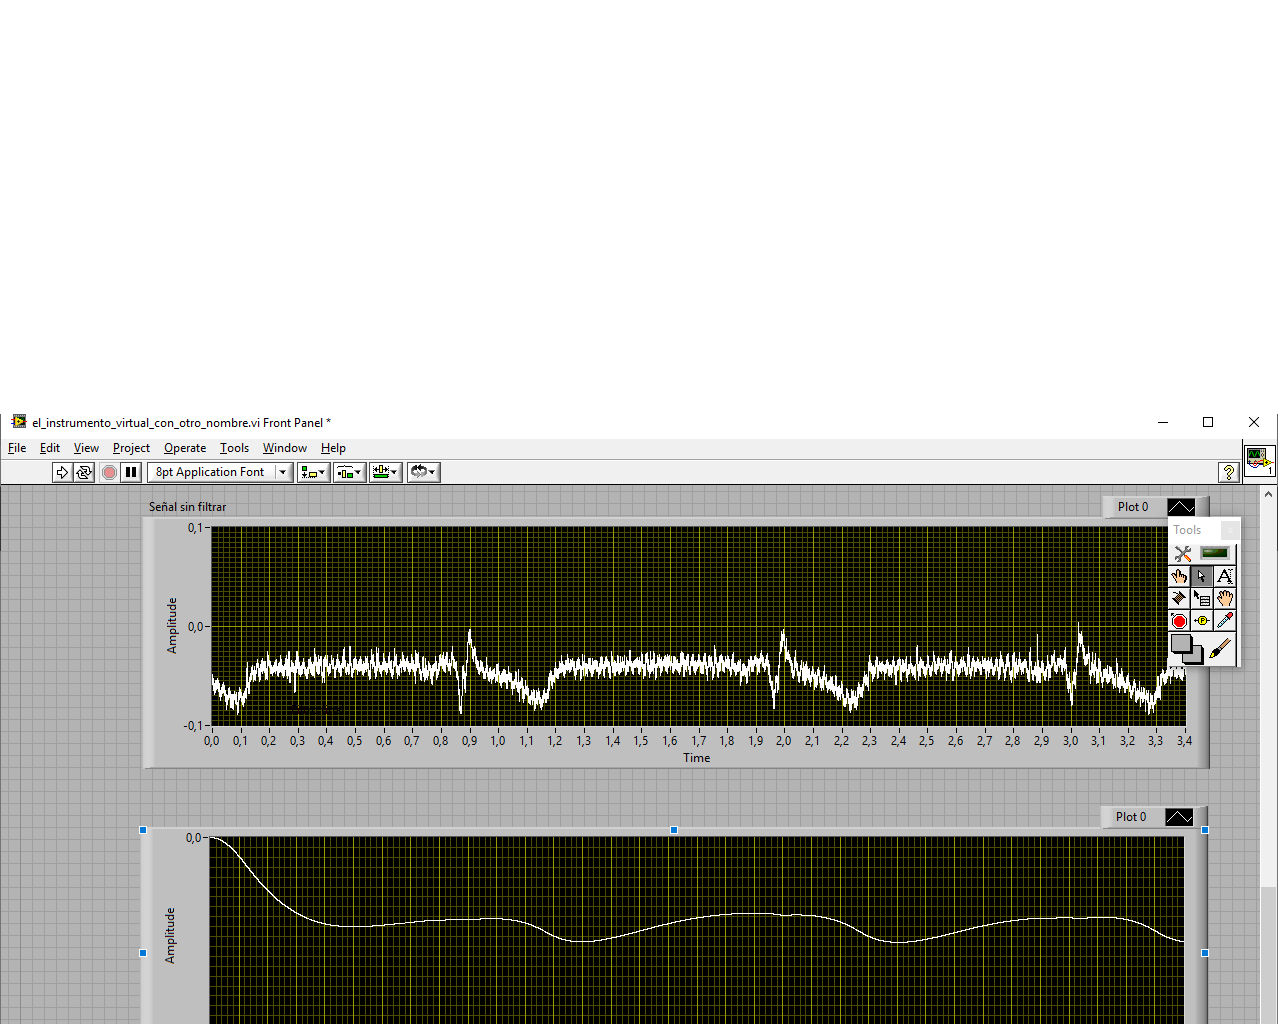 el_instrumento_virtual_con_otro_nombre.vi Front Panel *
File Edit View Project Operate Tools Window Help
8pt Application Font
1
Señal sin filtrar
Plot 0
Tools
0,1
0,0
-0,1
Amplitude
0,0 0,1 0,2 0,3 0,4 0,5 0,6 0,7 0,8 0,9 1,0 1,1 1,2 1,3 1,4 1,5 1,6 1,7 1,8 1,9 2,0 2,1 2,2 2,3 2,4 2,5 2,6 2,7 2,8 2,9 3,0 3,1 3,2 3,3 3,4
Time
Plot 0
0,0
Amplitude